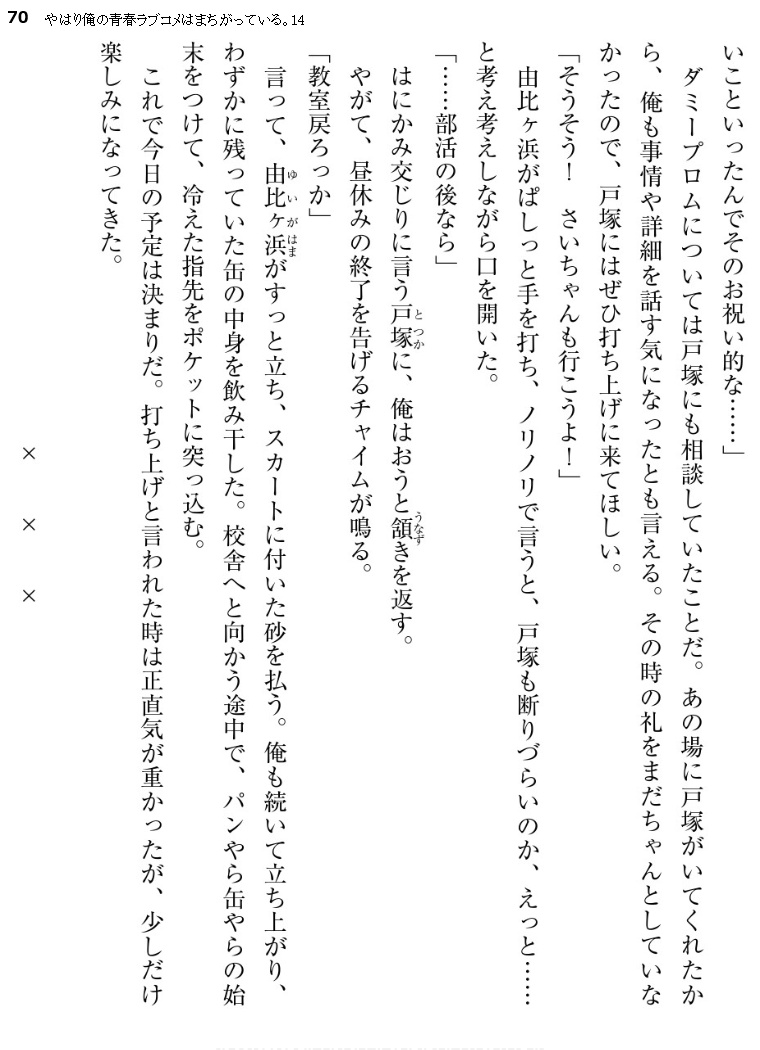 70 やはり俺の青春ラブコメはまちがっている。14
いこといったんでそのお祝い的な……」
ダミープロムについては戸塚にも相談していたことだ。あの場に戸塚がいてくれたか
ら、俺も事情や詳細を話す気になったとも言える。その時の礼をまだちゃんとしていな
かったので、戸塚にはぜひ打ち上げに来てほしい。
「そうそう！　さいちゃんも行こうよ！」
由比ヶ浜がぱしっと手を打ち、ノリノリで言うと、戸塚も断りづらいのか、えっと……
と考え考えしながら口を開いた。
「……部活の後なら」
はにかみ交じりに言う戸塚に、俺はおうと頷きを返す。
やがて、昼休みの終了を告げるチャイムが鳴る。
「教室戻ろっか」
言って、由比ヶ浜がすっと立ち、スカートに付いた砂を払う。俺も続いて立ち上がり、
わずかに残っていた缶の中身を飲み干した。校舎へと向かう途中で、パンやら缶やらの始
末をつけて、冷えた指先をポケットに突っ込む。
これで今日の予定は決まりだ。打ち上げと言われた時は正直気が重かったが、少しだけ
楽しみになってきた。
×　×　×